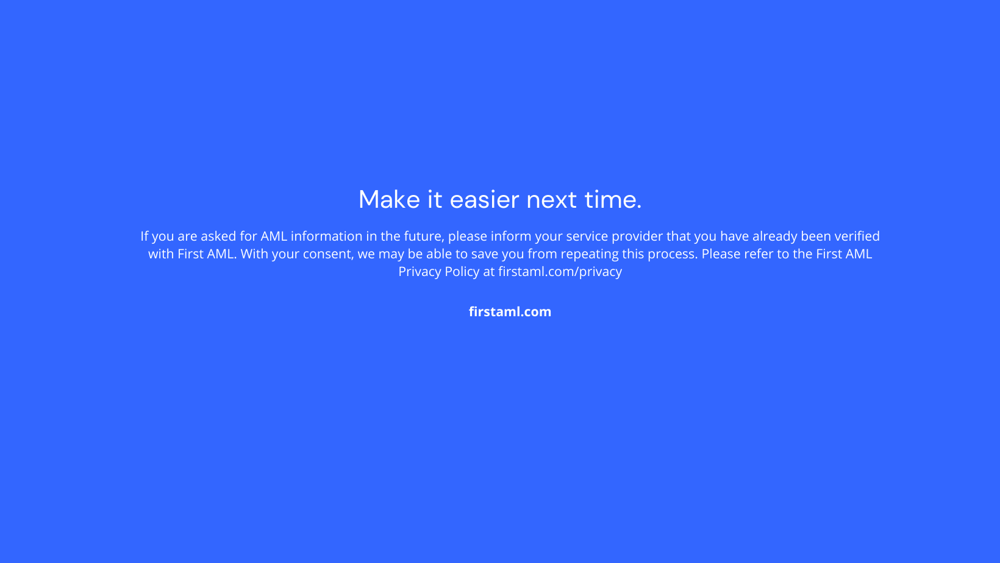 Make it easier next time.
If you are asked for AML information in the future, please inform your service provider that you have already been verified
with First AML. With your consent, we may be able to save you from repeating this process. Please refer to the First AML
Privacy Policy at firstaml.com/privacy
firstaml.com